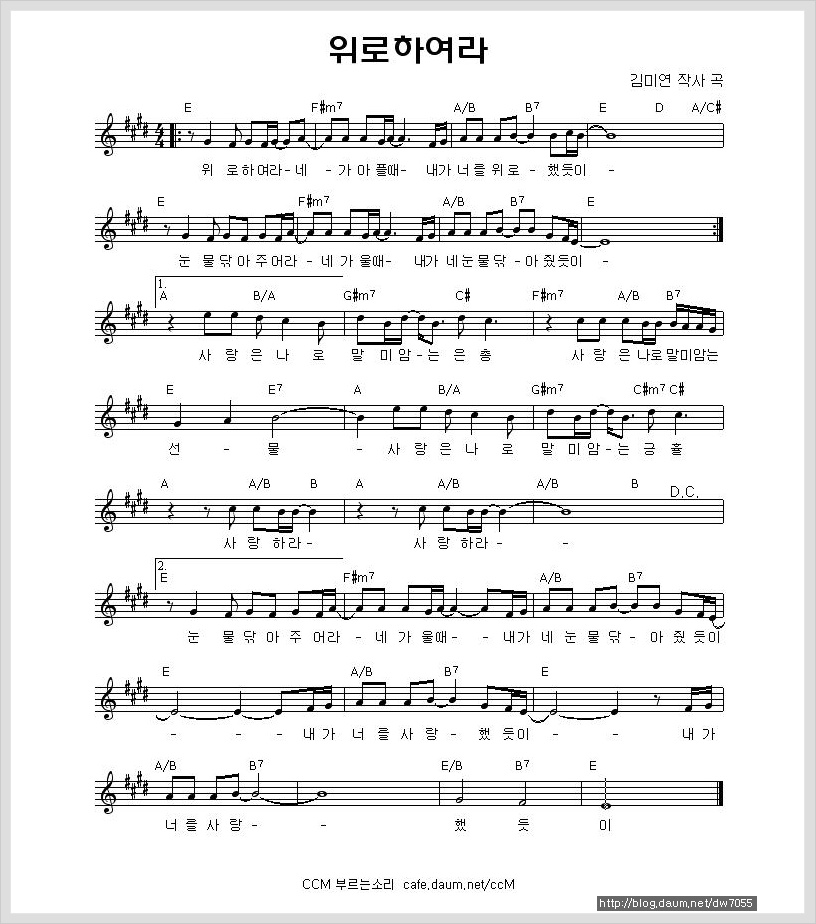 위로하여라
김미연 작사 곡
E F#m7 A/B B7 E D A/C#
위 로하여라-네 -가 아 플때- 내가 너 를 위 로 - 했듯이 -
E F#m7 A/B B7 E
눈 물 닦 아 주 어라 - 네 가 울때- 내가 네눈물 닦 -아 줬듯이 -
1.
A B/A G#m7 C# F#m7 A/B B7
사 랑 은 나 로 말 미 암-는 은 총 사 랑 은 나로 말미암는
E E7 A B/A G#m7 C#m7 C#
선 - 물 - 사 랑 은 나 로 말 미 암-는 긍 휼
A A/B B A A/B A/B B D.C.
사 랑 하라- 사 랑 하라- -
2.
E F#m7 A/B B7
눈 물 닦 아 주 어라 - 네 가 울때- - 내가 네 눈 물 닦 - 아 줬 듯이
E A/B B7 E
- - - 내 가 너 를 사 랑- 했 듯이- - 내 가
A/B B7 E/B B7 E
너 를 사 랑 - - 했 듯 이
CCM 부르는소리 cafe.daum.net/ccM
http://blog.daum.net/dw7055